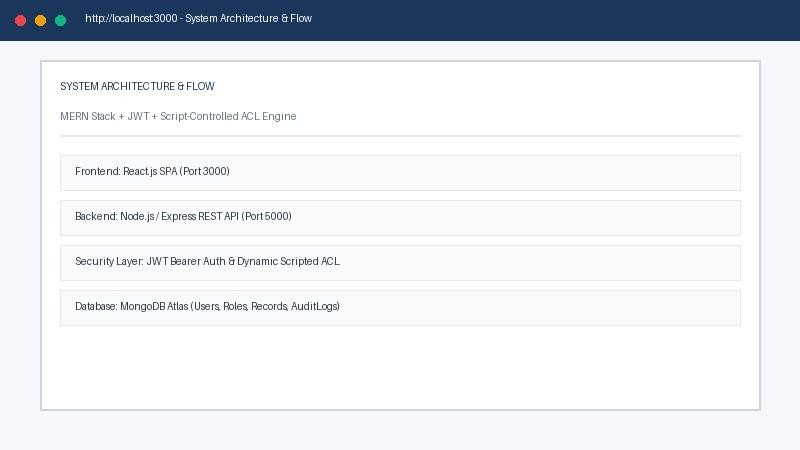 http://localhost:3000 - System Architecture & Flow
SYSTEM ARCHITECTURE & FLOW
MERN Stack + JWT + Script-Controlled ACL Engine
Frontend: React.js SPA (Port 3000)
Backend: Node.js / Express REST API (Port 5000)
Security Layer: JWT Bearer Auth & Dynamic Scripted ACL
Database: MongoDB Atlas (Users, Roles, Records, AuditLogs)